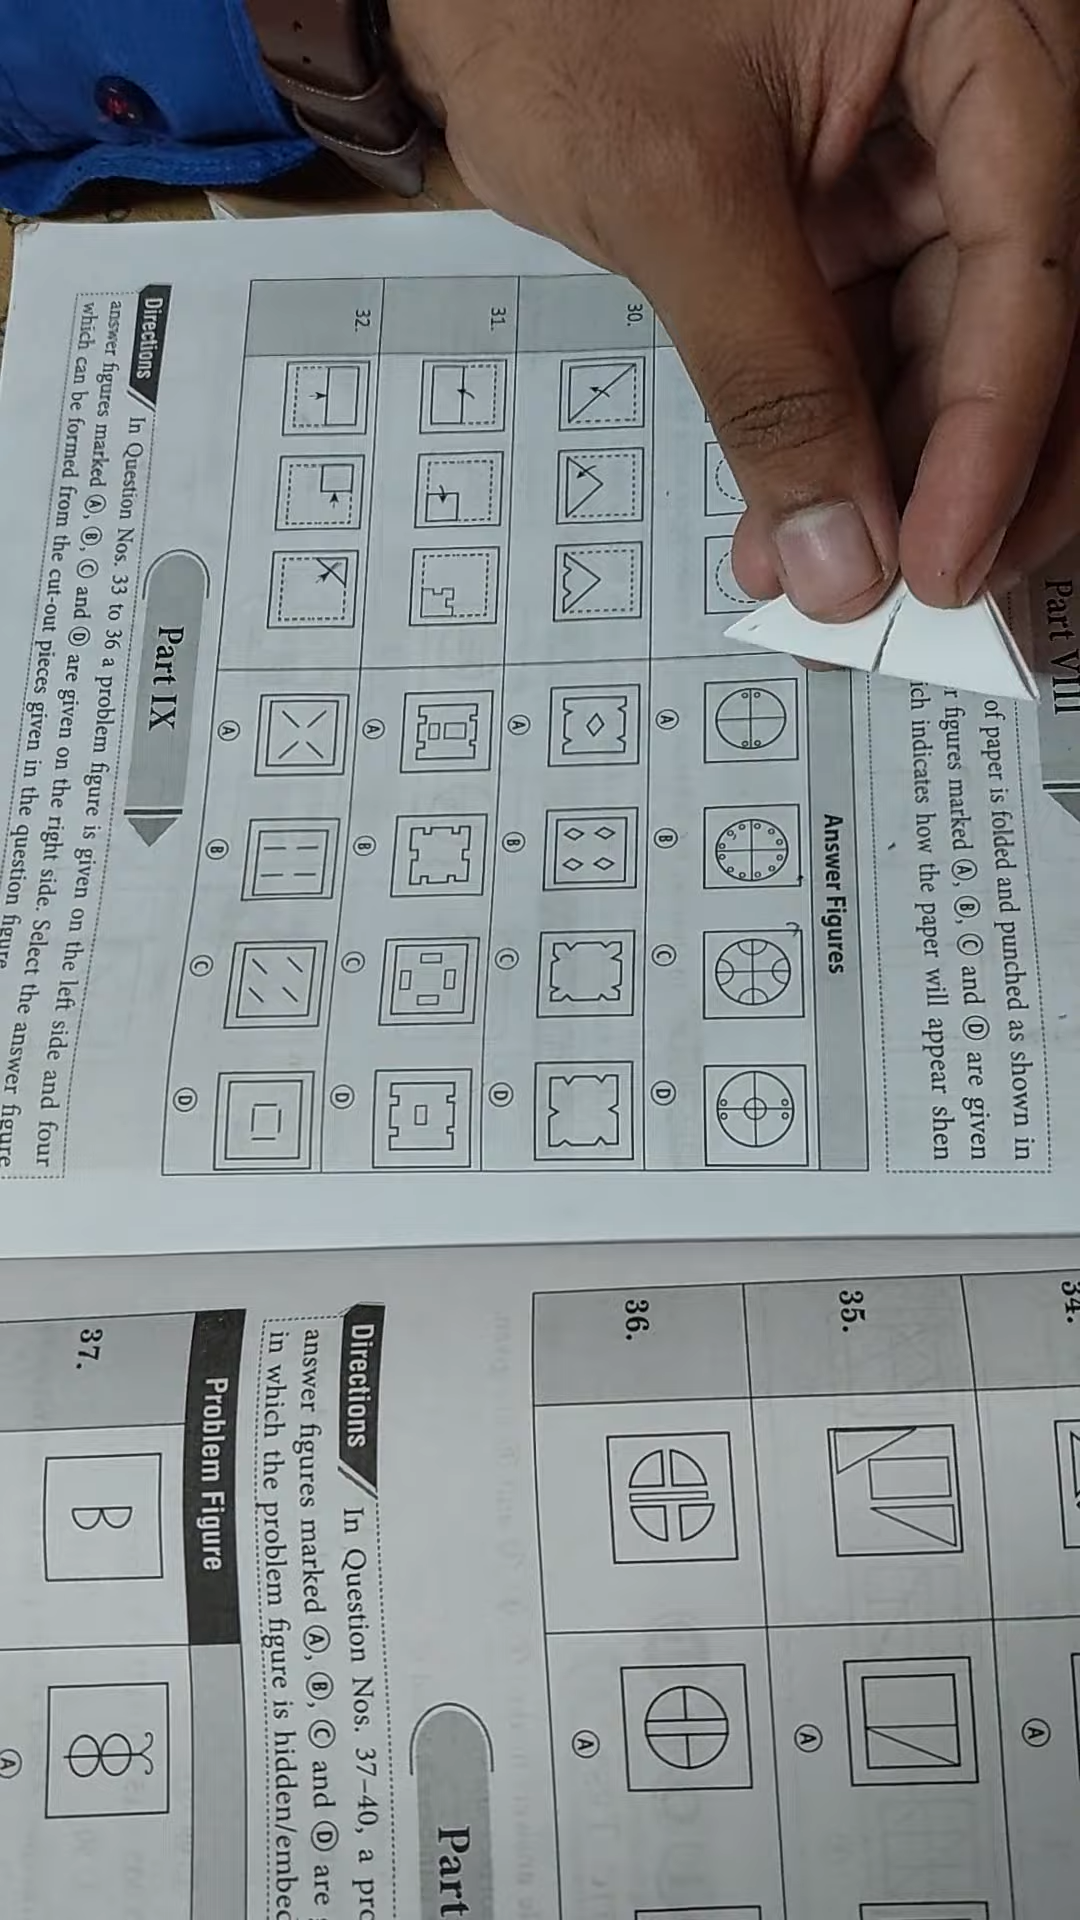 Part VIII
of paper is folded and punched as shown in
figures marked Ⓐ, Ⓑ, Ⓒ and Ⓓ are given
ich indicates how the paper will appear shen
Answer Figures
Ⓐ Ⓑ Ⓒ Ⓓ
30.
Ⓐ Ⓑ Ⓒ Ⓓ
31.
Ⓐ Ⓑ Ⓒ Ⓓ
32.
Ⓐ Ⓑ Ⓒ Ⓓ
Part IX
Directions In Question Nos. 33 to 36 a problem figure is given on the left side and four
answer figures marked Ⓐ, Ⓑ, Ⓒ and Ⓓ are given on the right side. Select the answer figure
which can be formed from the cut-out pieces given in the question figure
34.
Ⓐ
35.
Ⓐ
36.
Ⓐ
Part
Directions In Question Nos. 37–40, a pro
answer figures marked Ⓐ, Ⓑ, Ⓒ and Ⓓ are
in which the problem figure is hidden/embed
Problem Figure
37.
B
Ⓐ